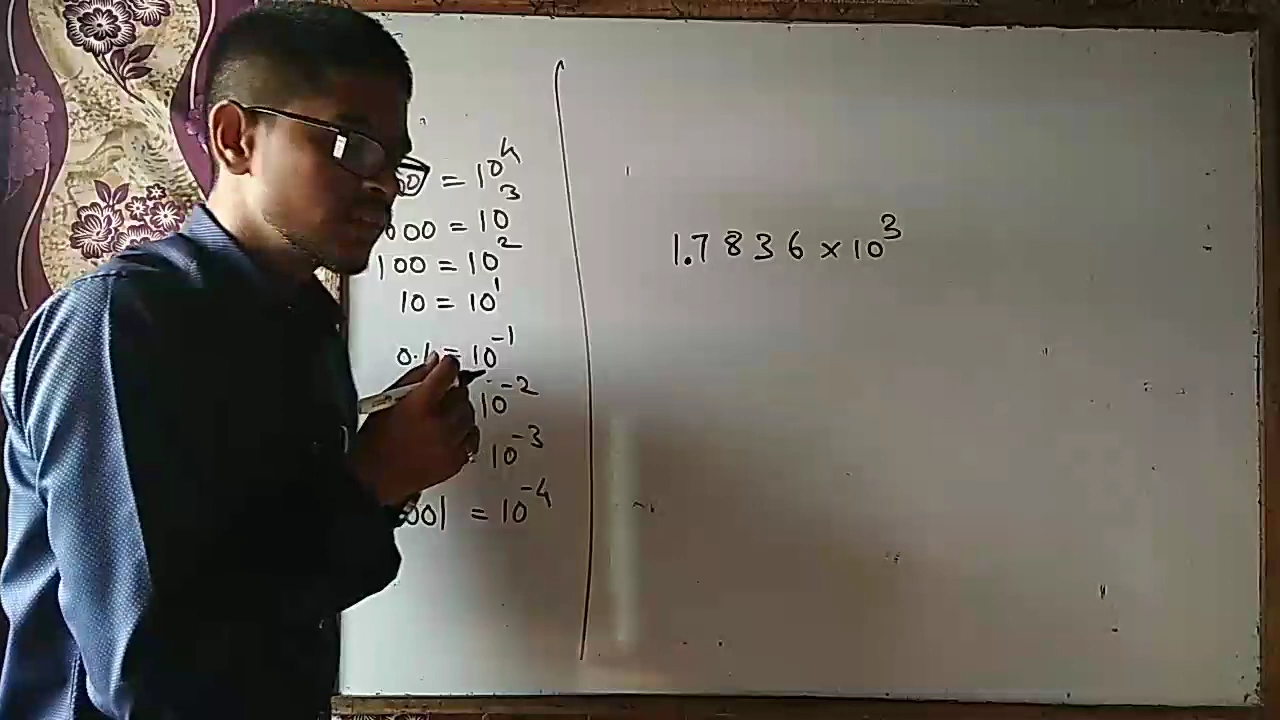 00 = 10⁴
000 = 10³
100 = 10²
10 = 10¹
0.1 = 10⁻¹
10⁻²
10⁻³
001 = 10⁻⁴
1.7836 × 10³